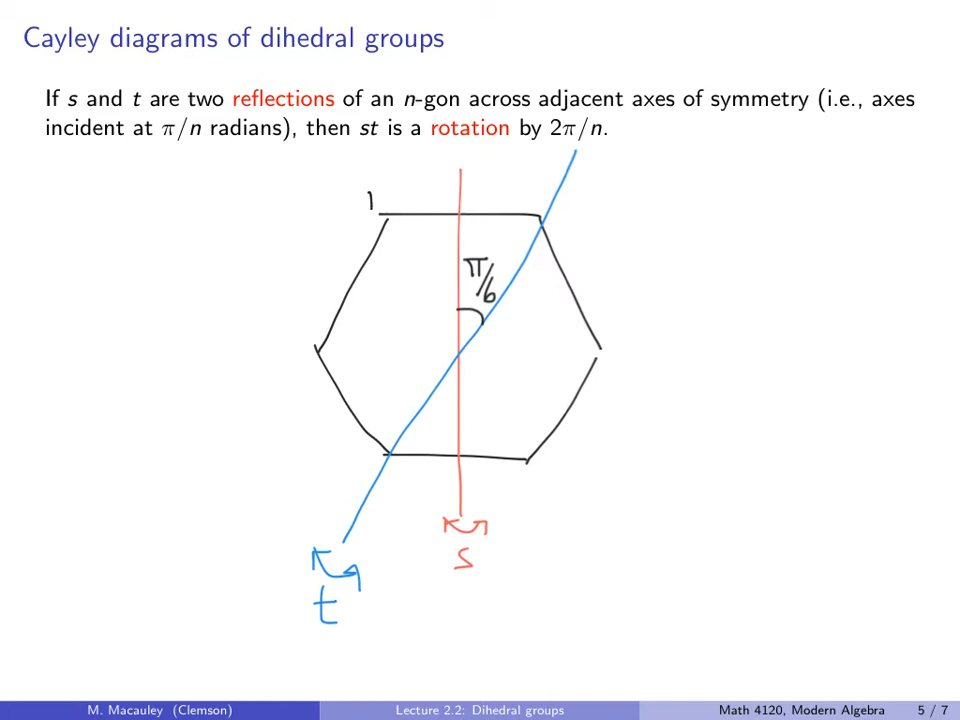 Cayley diagrams of dihedral groups
If s and t are two reflections of an n-gon across adjacent axes of symmetry (i.e., axes
incident at π/n radians), then st is a rotation by 2π/n.
1
π/6
s
t
M. Macauley (Clemson) Lecture 2.2: Dihedral groups Math 4120, Modern Algebra 5 / 7